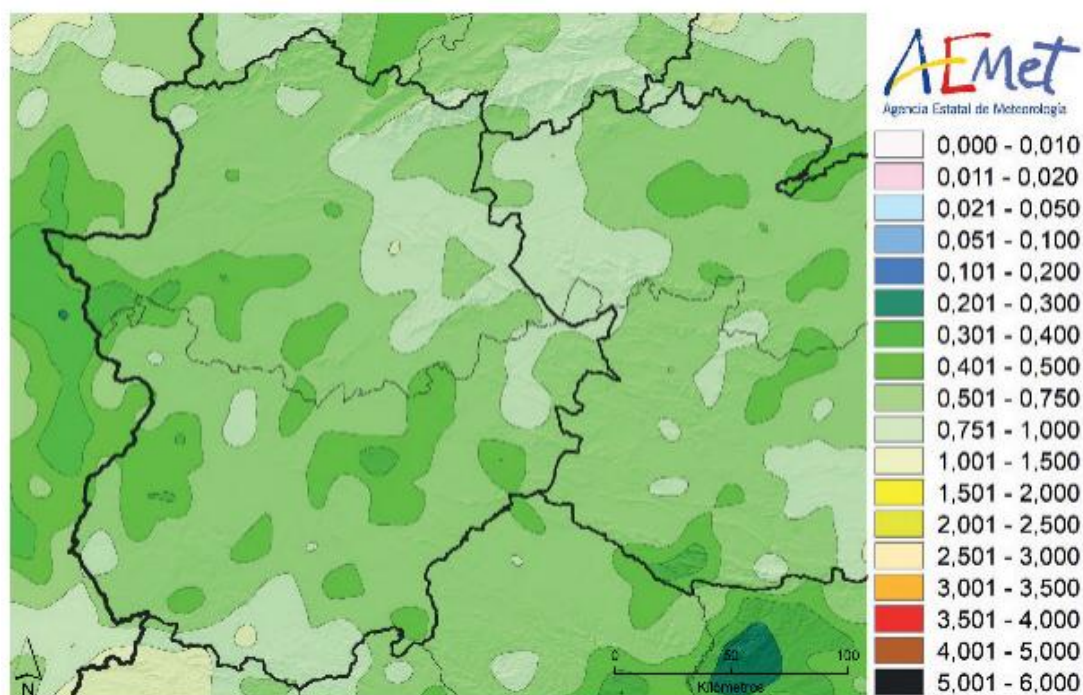 AEMet
Agencia Estatal de Meteorología
0,000 - 0,010
0,011 - 0,020
0,021 - 0,050
0,051 - 0,100
0,101 - 0,200
0,201 - 0,300
0,301 - 0,400
0,401 - 0,500
0,501 - 0,750
0,751 - 1,000
1,001 - 1,500
1,501 - 2,000
2,001 - 2,500
2,501 - 3,000
3,001 - 3,500
3,501 - 4,000
4,001 - 5,000
5,001 - 6,000
0 50 100
Kilómetros
N